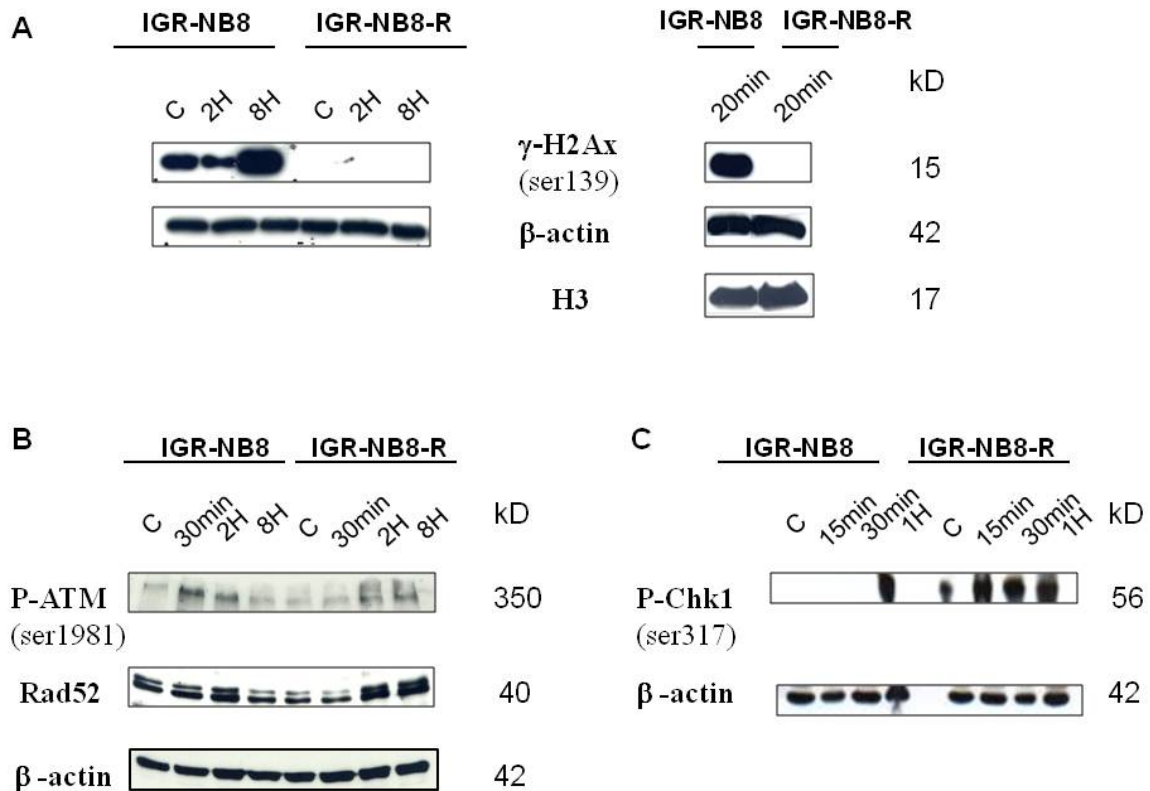 A
IGR-NB8 IGR-NB8-R IGR-NB8 IGR-NB8-R
C 2H 8H C 2H 8H 20min 20min kD
γ-H2Ax 15
(ser139)
β-actin 42
H3 17
B C
IGR-NB8 IGR-NB8-R IGR-NB8 IGR-NB8-R
C 30min 2H 8H C 30min 2H 8H kD C 15min 30min 1H C 15min 30min 1H kD
P-ATM 350 P-Chk1 56
(ser1981) (ser317)
Rad52 40 β-actin 42
β-actin 42